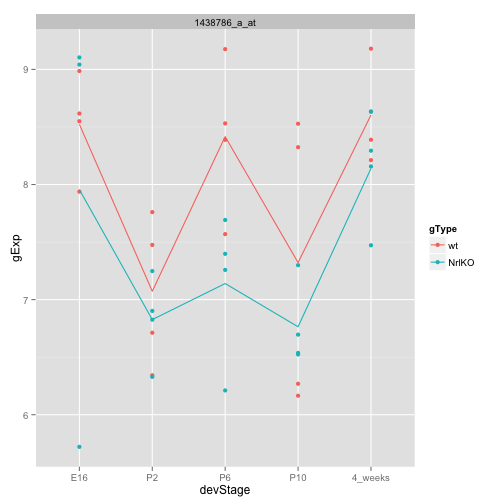 1438786_a_at
9
8
7
6
gExp
E16 P2 P6 P10 4_weeks
devStage
gType
wt
NrlKO